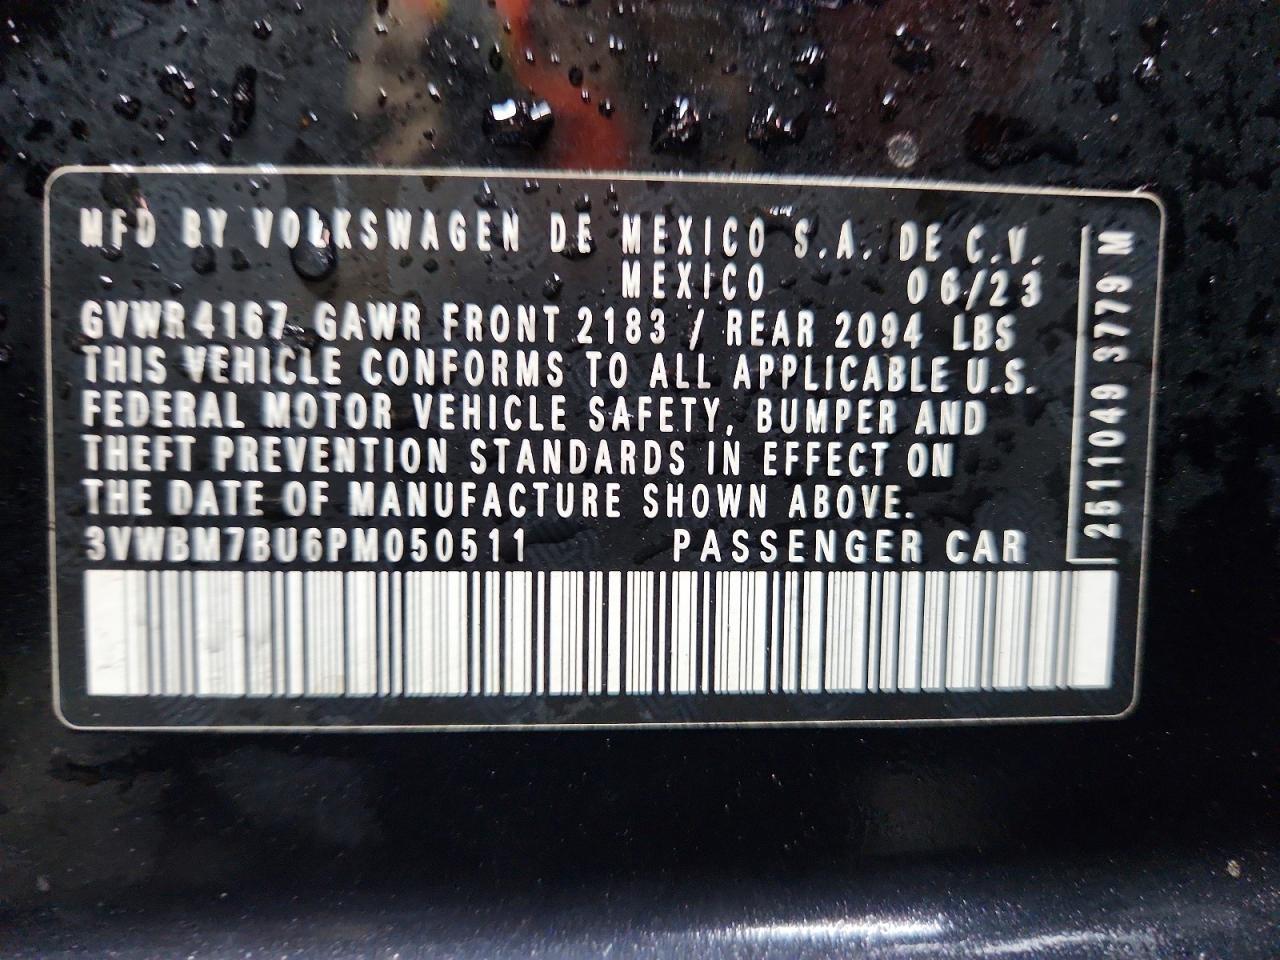 MFD BY VOLKSWAGEN DE MEXICO S.A. DE C.V.
MEXICO 06/23
GVWR 4167 GAWR FRONT 2183 / REAR 2094 LBS
THIS VEHICLE CONFORMS TO ALL APPLICABLE U.S.
FEDERAL MOTOR VEHICLE SAFETY, BUMPER AND
THEFT PREVENTION STANDARDS IN EFFECT ON
THE DATE OF MANUFACTURE SHOWN ABOVE.
3VWBM7BU6PM050511 PASSENGER CAR
2611049 3779 M